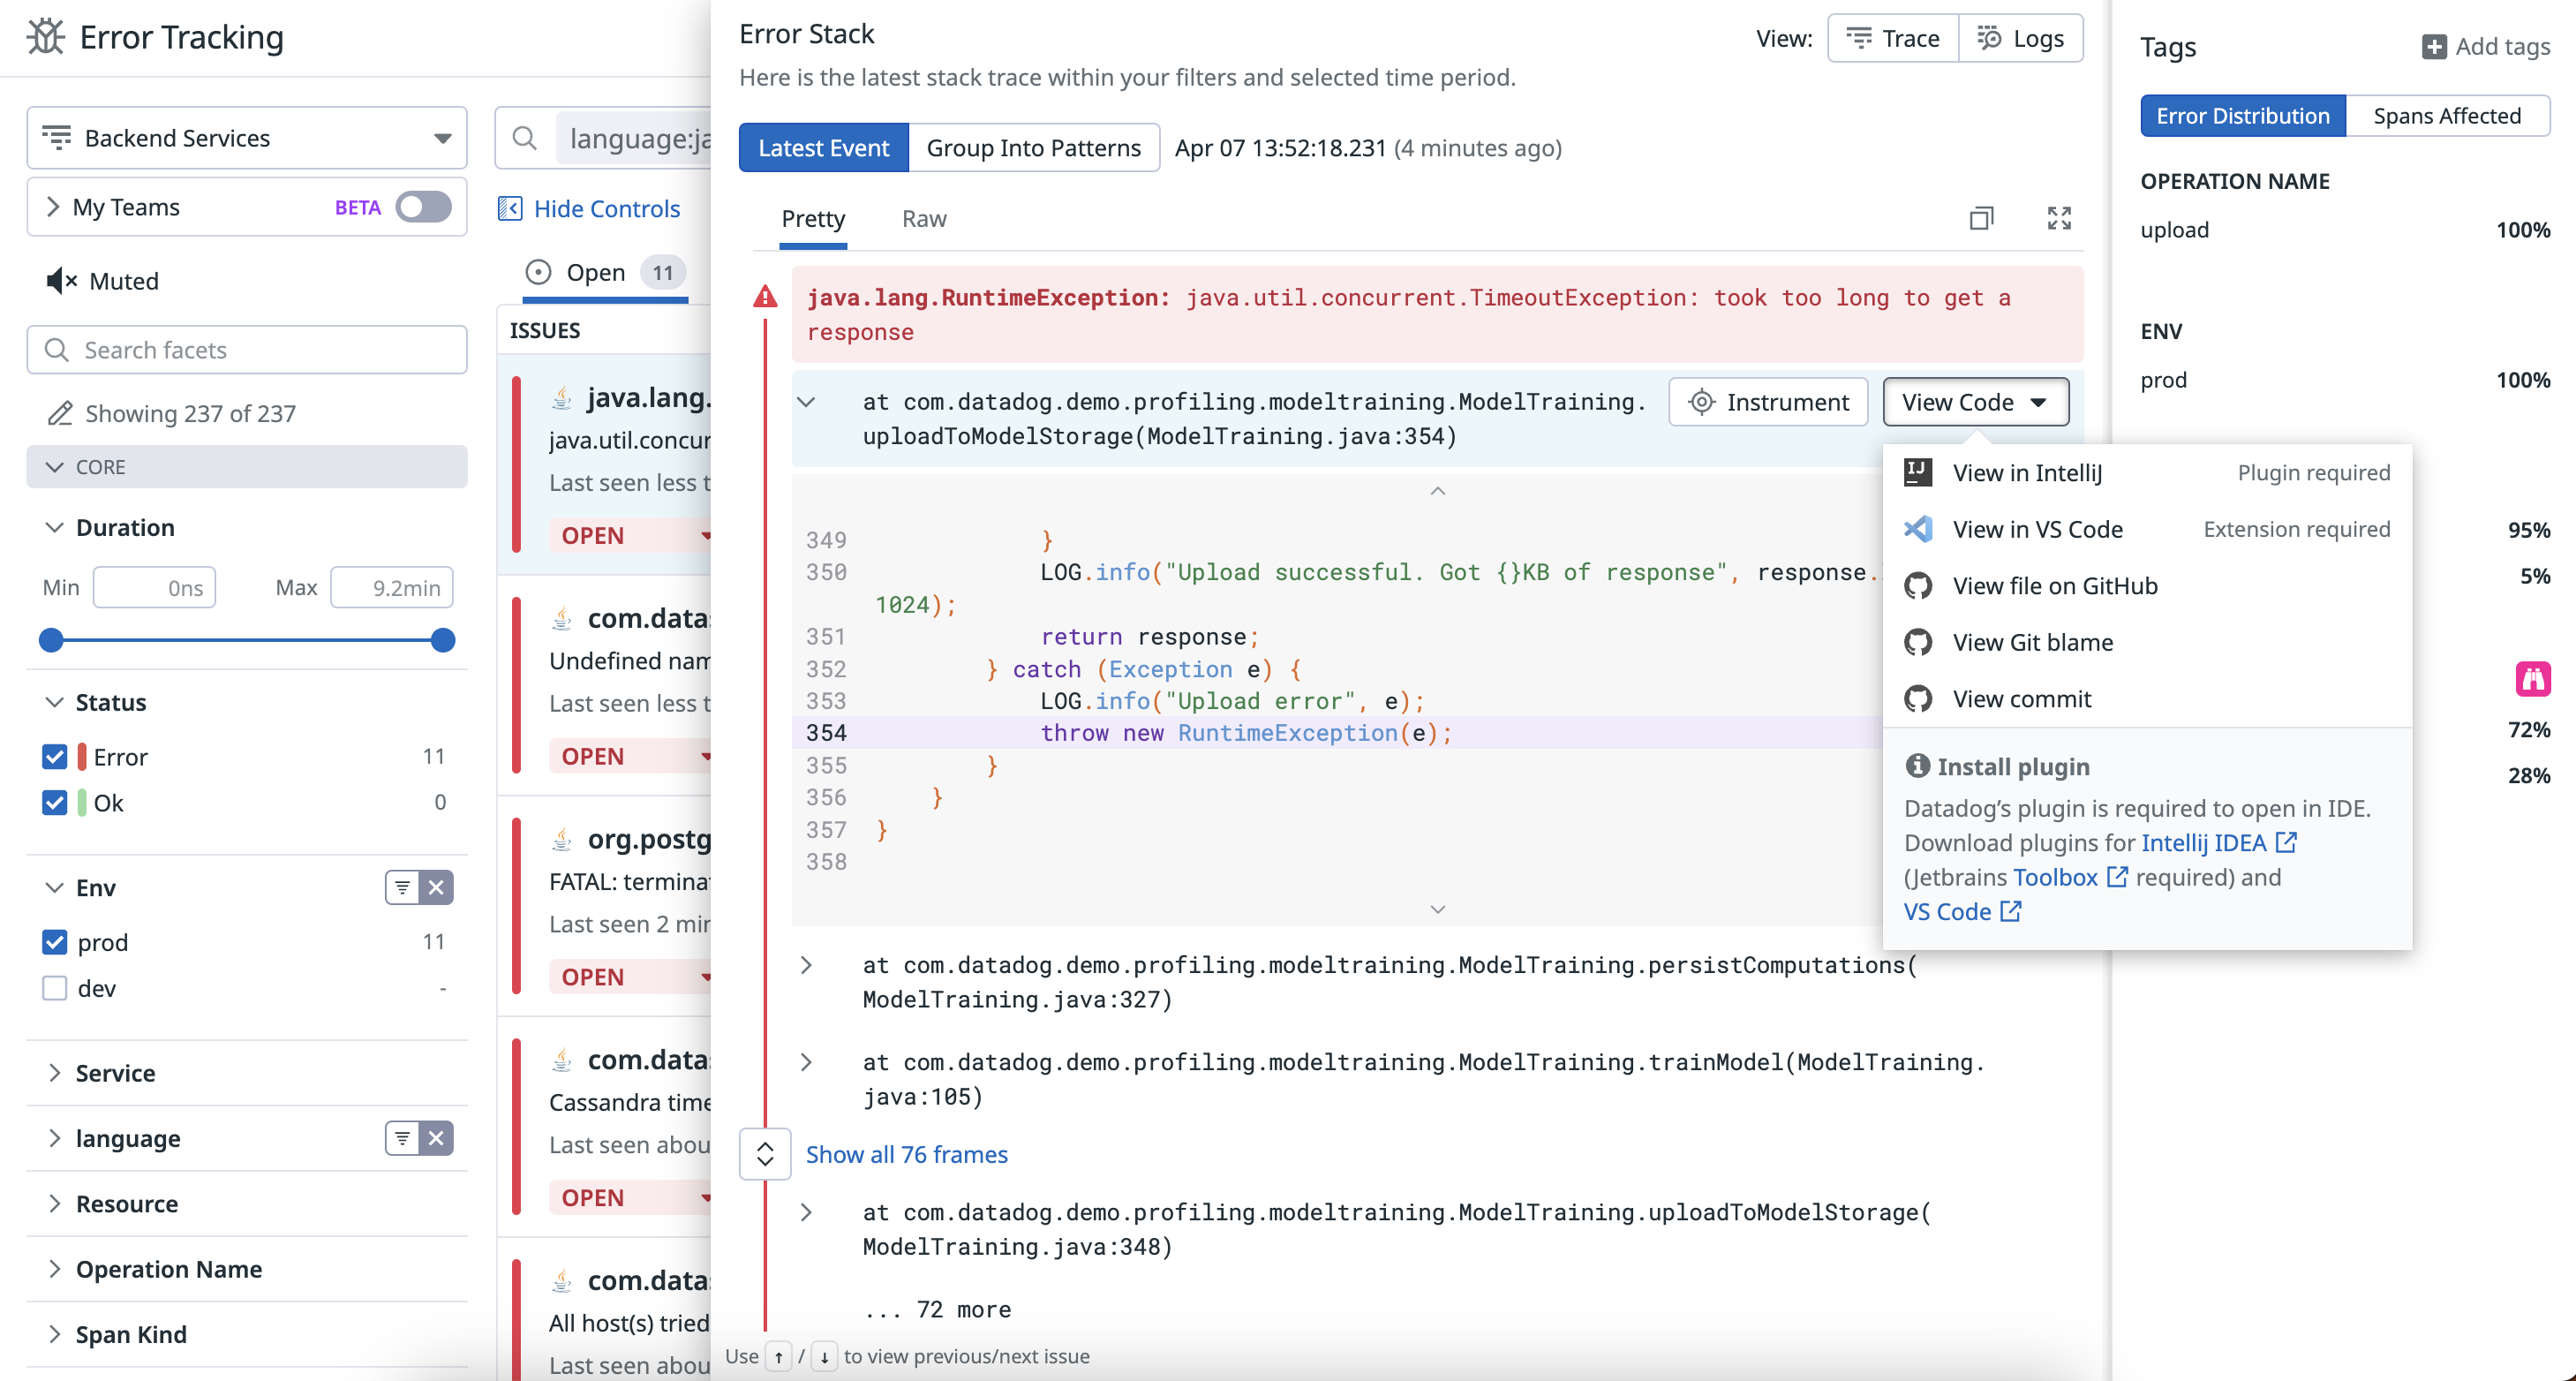 Error Tracking
Backend Services
My Teams BETA
Muted
Search facets
Showing 237 of 237
CORE
Duration
Min 0ns Max 9.2min
Status
Error 11
Ok 0
Env
prod 11
dev -
Service
language
Resource
Operation Name
Span Kind
language:ja
Hide Controls
Open 11
ISSUES
java.lang.
java.util.concur
Last seen less t
OPEN
com.data
Undefined nam
Last seen less t
OPEN
org.postg
FATAL: termina
Last seen 2 min
OPEN
com.data
Cassandra time
Last seen abou
OPEN
com.data
All host(s) tried
Last seen abou
Error Stack
View: Trace Logs
Here is the latest stack trace within your filters and selected time period.
Latest Event Group Into Patterns Apr 07 13:52:18.231 (4 minutes ago)
Pretty Raw
java.lang.RuntimeException: java.util.concurrent.TimeoutException: took too long to get a
response
at com.datadog.demo.profiling.modeltraining.ModelTraining.
uploadToModelStorage(ModelTraining.java:354)
Instrument View Code
349 }
350 LOG.info("Upload successful. Got {}KB of response", response.
1024);
351 return response;
352 } catch (Exception e) {
353 LOG.info("Upload error", e);
354 throw new RuntimeException(e);
355 }
356 }
357 }
358
at com.datadog.demo.profiling.modeltraining.ModelTraining.persistComputations(
ModelTraining.java:327)
at com.datadog.demo.profiling.modeltraining.ModelTraining.trainModel(ModelTraining.
java:105)
Show all 76 frames
at com.datadog.demo.profiling.modeltraining.ModelTraining.uploadToModelStorage(
ModelTraining.java:348)
... 72 more
Use ↑ / ↓ to view previous/next issue
View in IntelliJ Plugin required
View in VS Code Extension required
View file on GitHub
View Git blame
View commit
Install plugin
Datadog’s plugin is required to open in IDE.
Download plugins for Intellij IDEA
(Jetbrains Toolbox required) and
VS Code
Tags Add tags
Error Distribution Spans Affected
OPERATION NAME
upload 100%
ENV
prod 100%
95%
5%
72%
28%